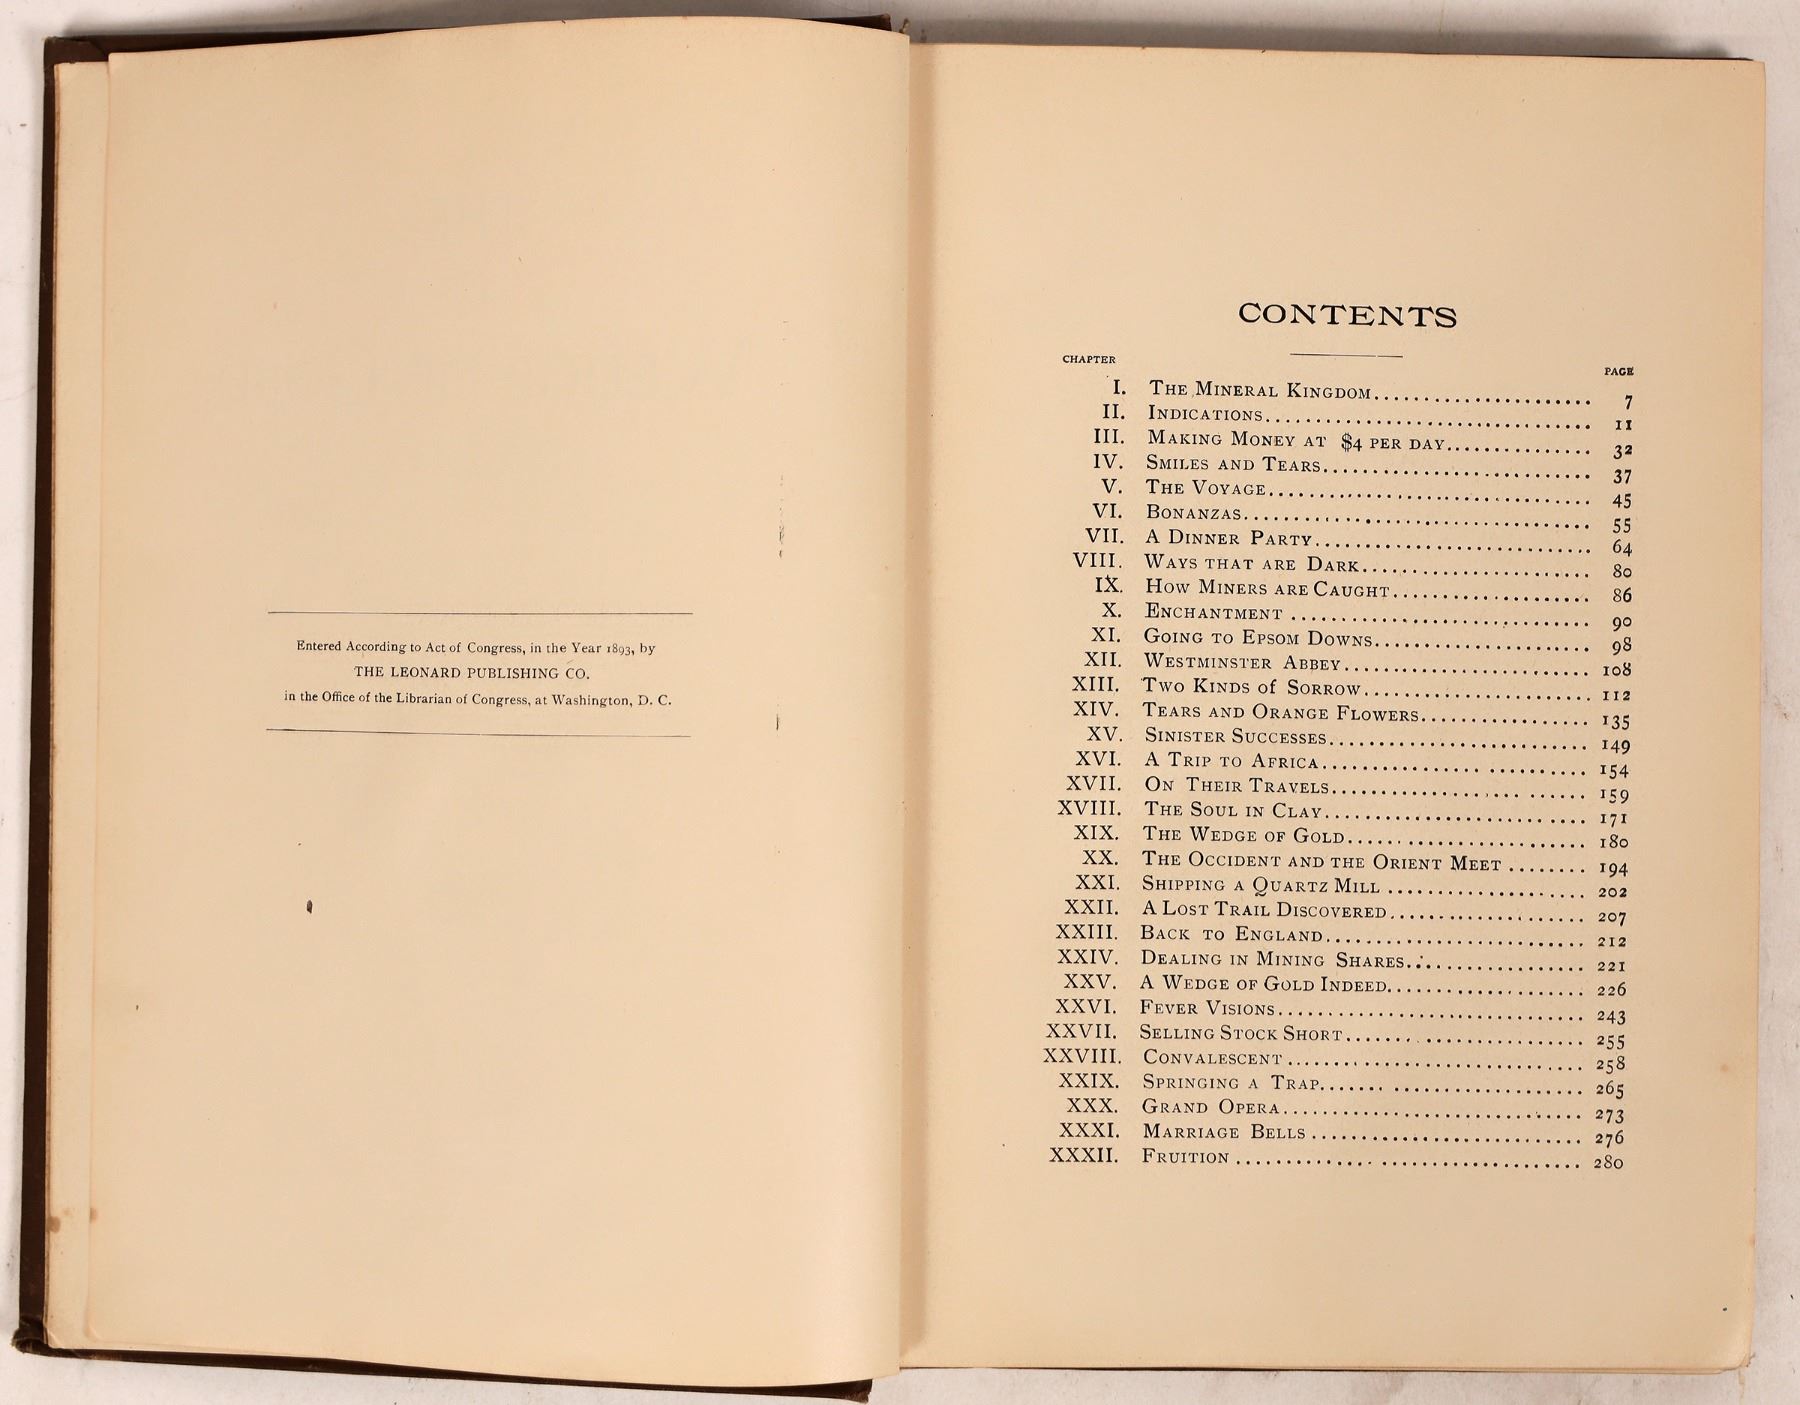 Entered According to Act of Congress, in the Year 1893, by
THE LEONARD PUBLISHING CO.
in the Office of the Librarian of Congress, at Washington, D. C.
CONTENTS
CHAPTER PAGE
I. THE MINERAL KINGDOM........................ 7
II. INDICATIONS................................. 11
III. MAKING MONEY AT $4 PER DAY............... 32
IV. SMILES AND TEARS........................... 37
V. THE VOYAGE................................ 45
VI. BONANZAS................................... 55
VII. A DINNER PARTY............................ 64
VIII. WAYS THAT ARE DARK....................... 80
IX. HOW MINERS ARE CAUGHT.................... 86
X. ENCHANTMENT .............................. 90
XI. GOING TO EPSOM DOWNS...................... 98
XII. WESTMINSTER ABBEY......................... 108
XIII. TWO KINDS of SORROW....................... 112
XIV. TEARS AND ORANGE FLOWERS................. 135
XV. SINISTER SUCCESSES.......................... 149
XVI. A TRIP TO AFRICA........................... 154
XVII. ON THEIR TRAVELS.......................... 159
XVIII. THE SOUL IN CLAY.......................... 171
XIX. THE WEDGE OF GOLD........................ 180
XX. THE OCCIDENT AND THE ORIENT MEET ........ 194
XXI. SHIPPING A QUARTZ MILL .................... 202
XXII. A LOST TRAIL DISCOVERED.................... 207
XXIII. BACK TO ENGLAND.......................... 212
XXIV. DEALING IN MINING SHARES.................. 221
XXV. A WEDGE OF GOLD INDEED.................... 226
XXVI. FEVER VISIONS............................... 243
XXVII. SELLING STOCK SHORT........................ 255
XXVIII. CONVALESCENT .............................. 258
XXIX. SPRINGING A TRAP.......................... 265
XXX. GRAND OPERA.............................. 273
XXXI. MARRIAGE BELLS ........................... 276
XXXII. FRUITION .................................. 280